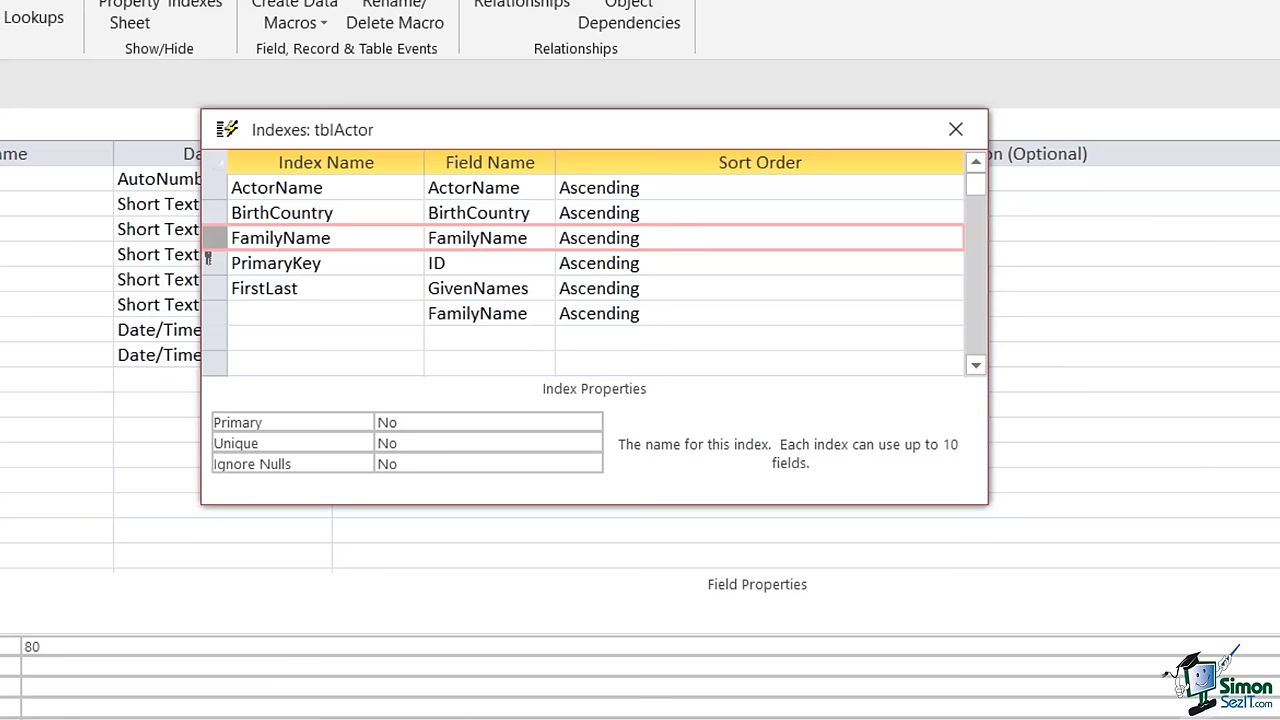 Lookups
Property Indexes
Sheet
Create Data
Macros
Rename/
Delete Macro
Relationships
Object
Dependencies
Show/Hide
Field, Record & Table Events
Relationships
Indexes: tblActor
Index Name Field Name Sort Order
ActorName ActorName Ascending
BirthCountry BirthCountry Ascending
FamilyName FamilyName Ascending
PrimaryKey ID Ascending
FirstLast GivenNames Ascending
FamilyName Ascending
Index Properties
Primary No
Unique No
Ignore Nulls No
The name for this index. Each index can use up to 10
fields.
ame
Da
on (Optional)
AutoNumb
Short Text
Short Text
Short Text
Short Text
Short Text
Date/Time
Date/Time
Field Properties
80
Simon
SezIT.com